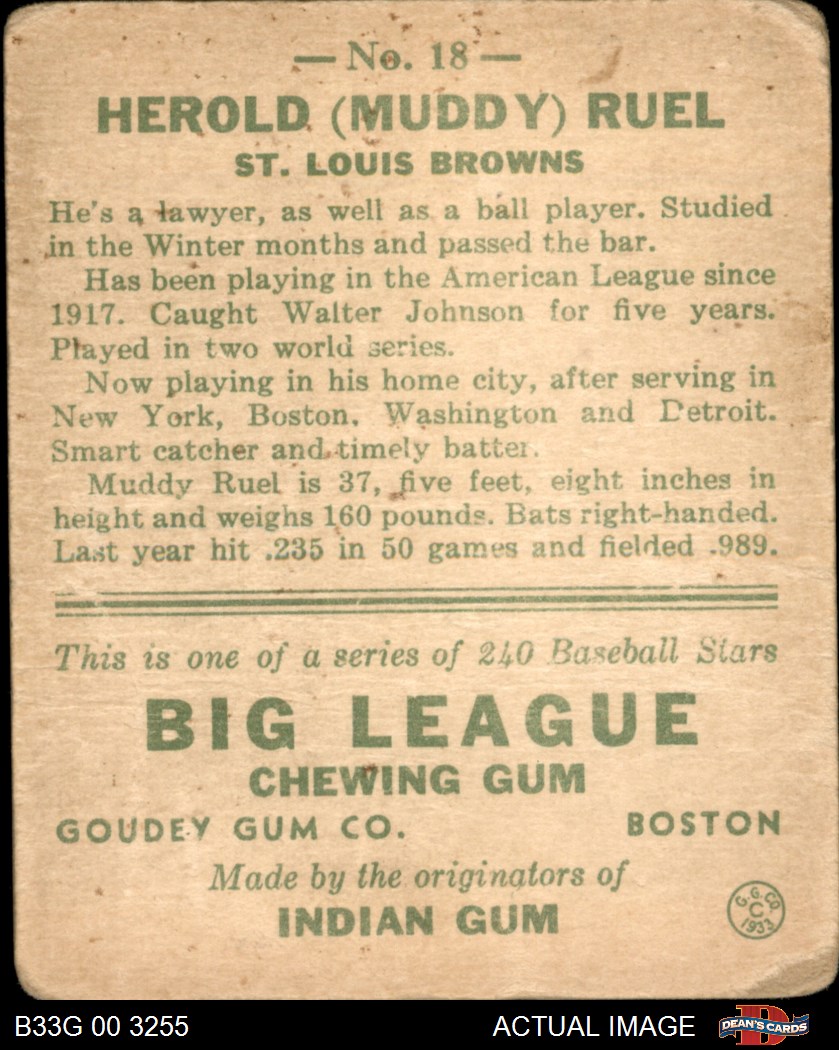 — No. 18 —
HEROLD (MUDDY) RUEL
ST. LOUIS BROWNS
He's a lawyer, as well as a ball player. Studied
in the Winter months and passed the bar.
Has been playing in the American League since
1917. Caught Walter Johnson for five years.
Played in two world series.
Now playing in his home city, after serving in
New York, Boston, Washington and Detroit.
Smart catcher and timely batter.
Muddy Ruel is 37, five feet, eight inches in
height and weighs 160 pounds. Bats right-handed.
Last year hit .235 in 50 games and fielded .989.
This is one of a series of 240 Baseball Stars
BIG LEAGUE
CHEWING GUM
GOUDEY GUM CO. BOSTON
Made by the originators of
INDIAN GUM
G.G.CO.
C.
1933
B33G 00 3255 ACTUAL IMAGE D DEAN'S CARDS